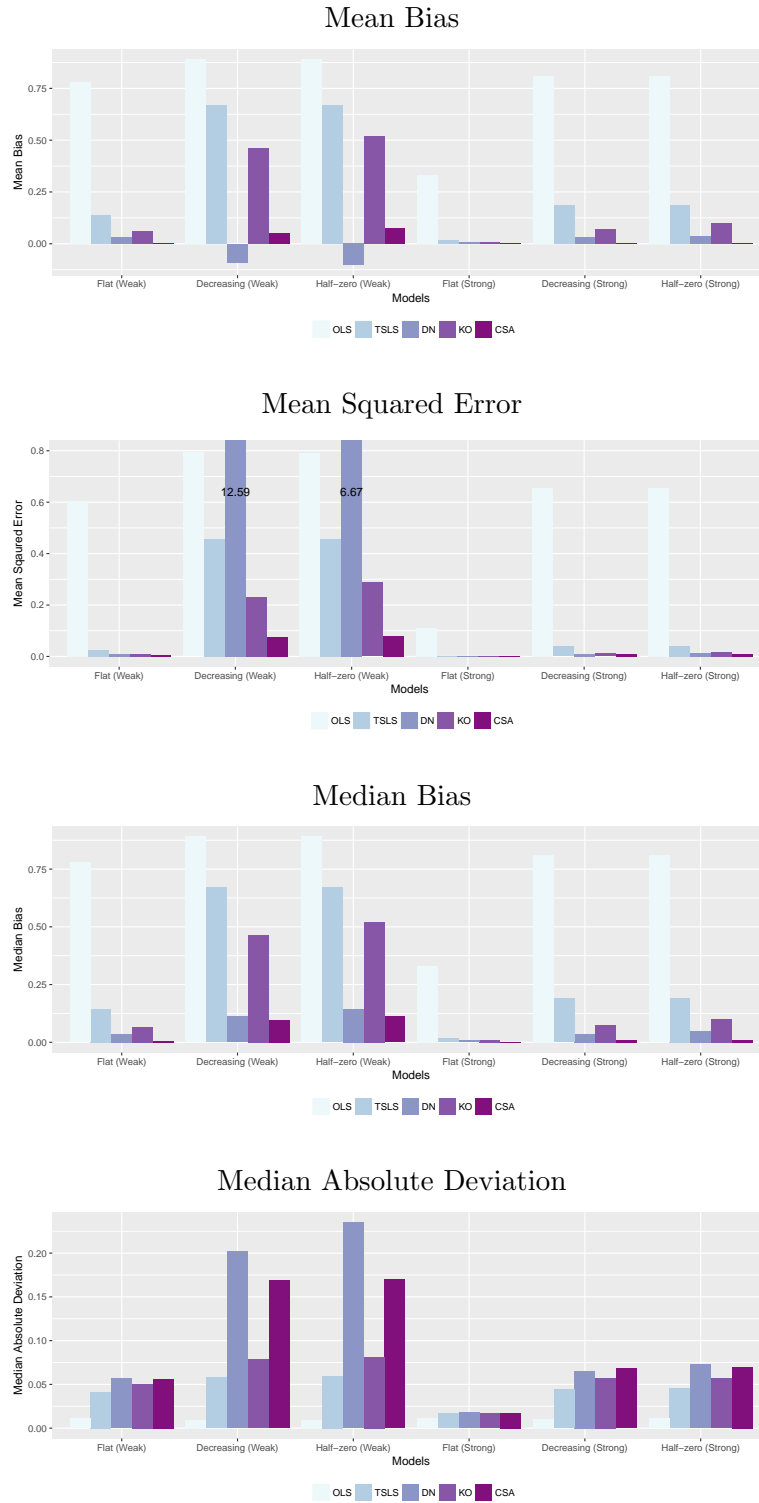 Mean Bias
Mean Bias
0.75
0.50
0.25
0.00
Flat (Weak) Decreasing (Weak) Half−zero (Weak) Flat (Strong) Decreasing (Strong) Half−zero (Strong)
Models
OLS TSLS DN KO CSA
Mean Squared Error
Mean Sqaured Error
0.8
12.59 6.67
0.6
0.4
0.2
0.0
Flat (Weak) Decreasing (Weak) Half−zero (Weak) Flat (Strong) Decreasing (Strong) Half−zero (Strong)
Models
OLS TSLS DN KO CSA
Median Bias
Median Bias
0.75
0.50
0.25
0.00
Flat (Weak) Decreasing (Weak) Half−zero (Weak) Flat (Strong) Decreasing (Strong) Half−zero (Strong)
Models
OLS TSLS DN KO CSA
Median Absolute Deviation
Median Absolute Deviation
0.20
0.15
0.10
0.05
0.00
Flat (Weak) Decreasing (Weak) Half−zero (Weak) Flat (Strong) Decreasing (Strong) Half−zero (Strong)
Models
OLS TSLS DN KO CSA